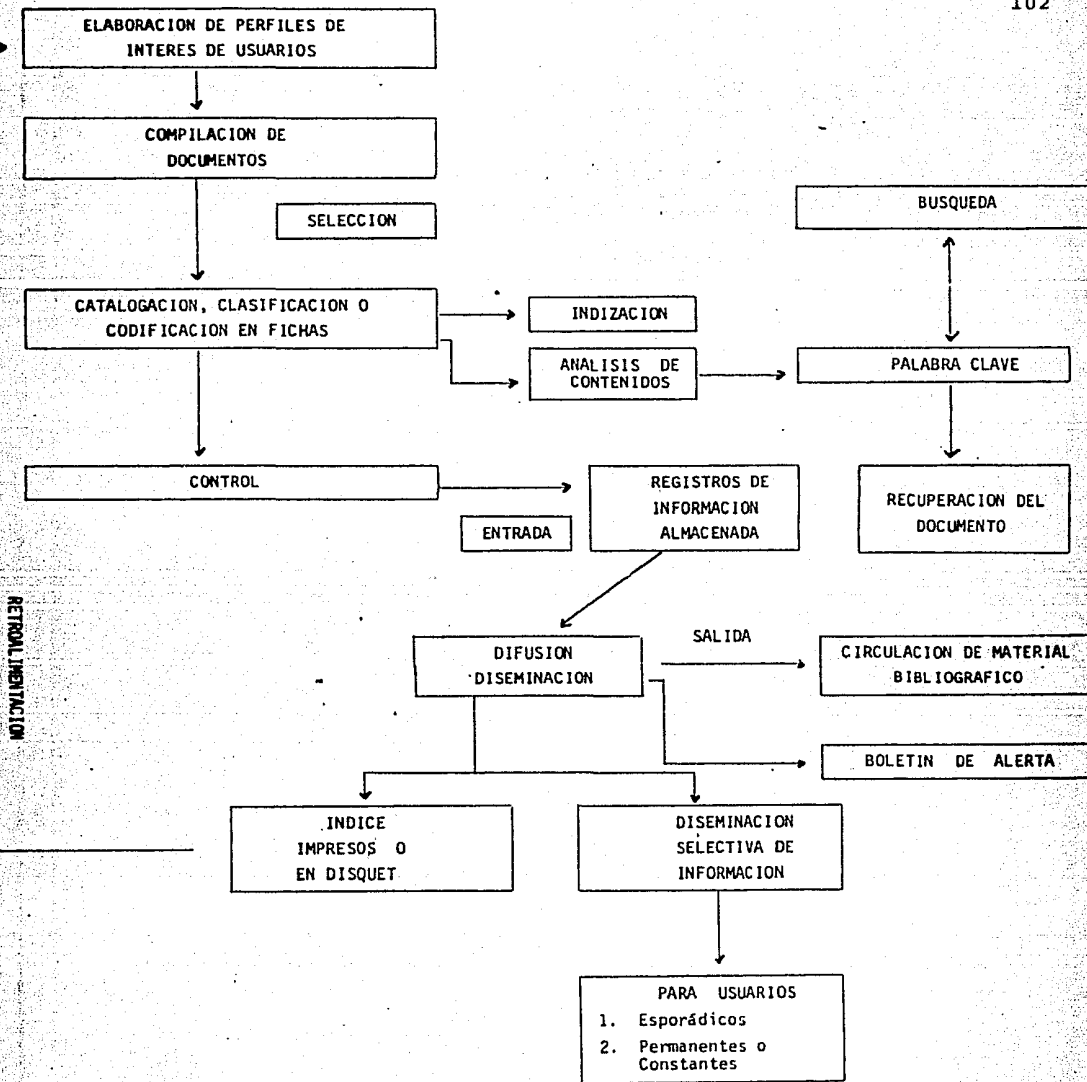 102
ELABORACION DE PERFILES DE
INTERES DE USUARIOS
COMPILACION DE
DOCUMENTOS
SELECCION
BUSQUEDA
CATALOGACION, CLASIFICACION O
CODIFICACION EN FICHAS
INDIZACION
ANALISIS DE
CONTENIDOS
PALABRA CLAVE
CONTROL
ENTRADA
REGISTROS DE
INFORMACION
ALMACENADA
RECUPERACION DEL
DOCUMENTO
RETROALIMENTACION
DIFUSION
DISEMINACION
SALIDA
CIRCULACION DE MATERIAL
BIBLIOGRAFICO
BOLETIN DE ALERTA
INDICE
IMPRESOS O
EN DISQUET
DISEMINACION
SELECTIVA DE
INFORMACION
PARA USUARIOS
1. Esporádicos
2. Permanentes o
Constantes